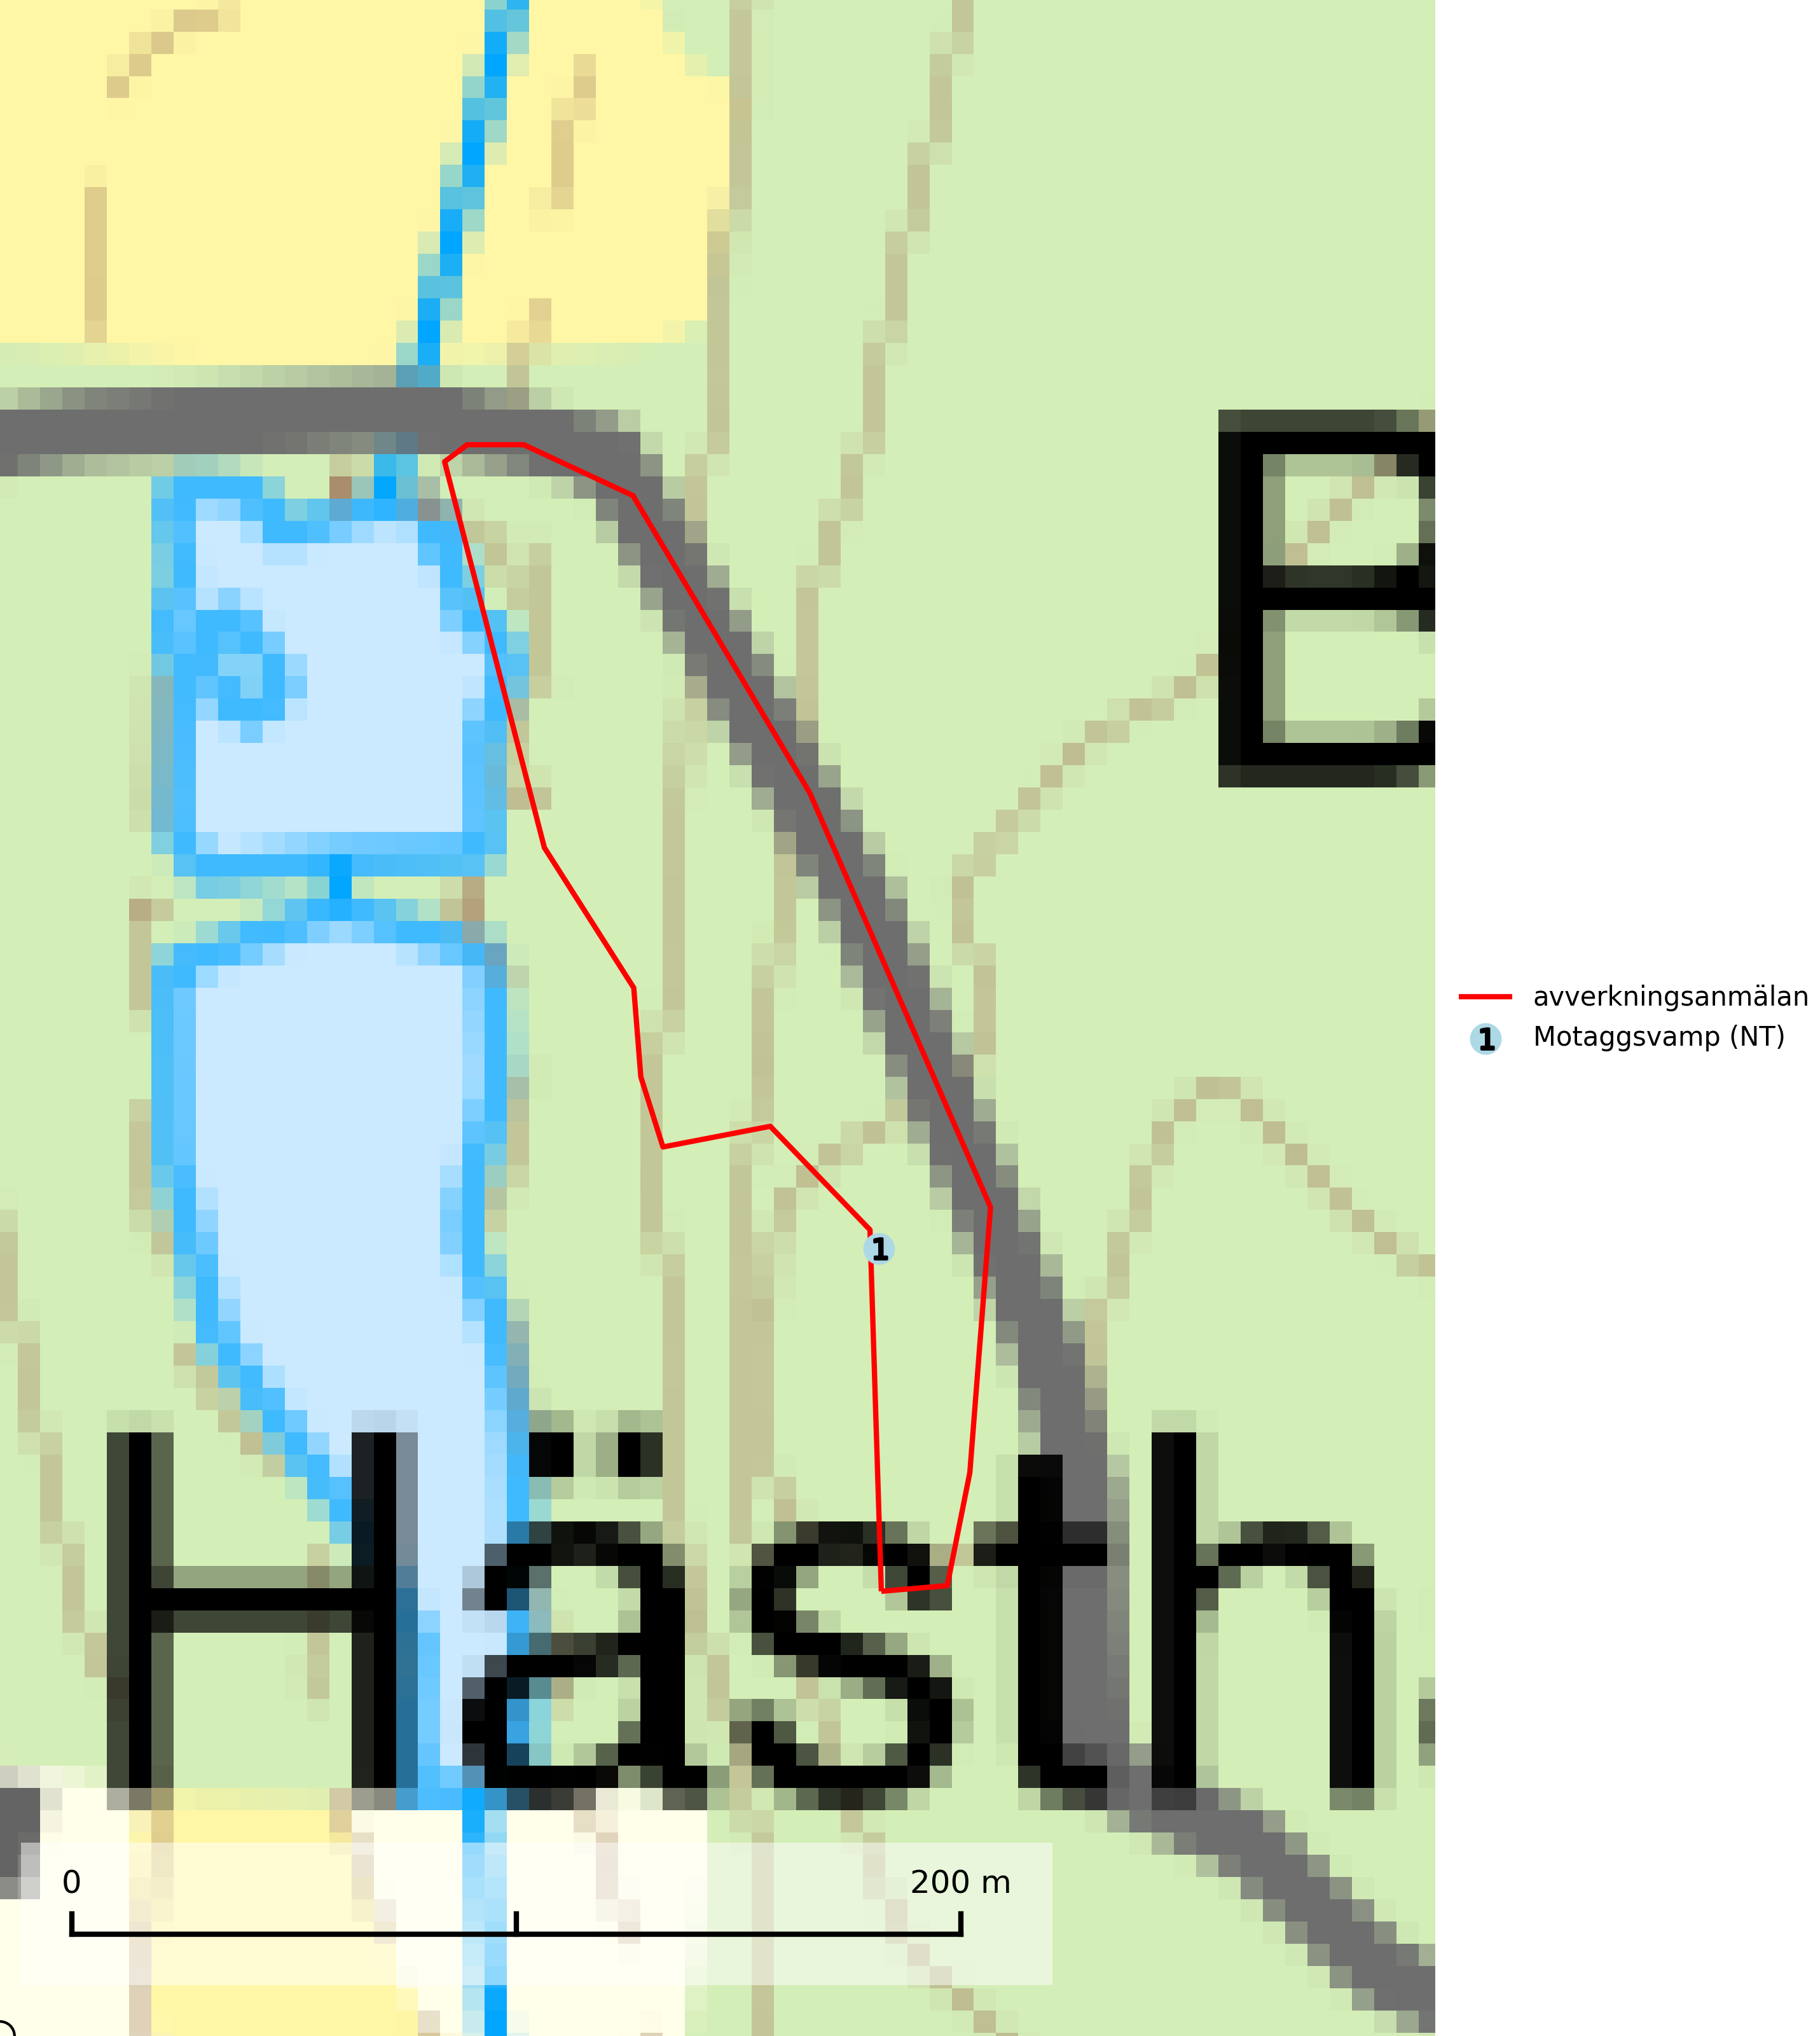 E
avverkningsanmälan
1 Motaggsvamp (NT)
1
Hästh
0 200 m